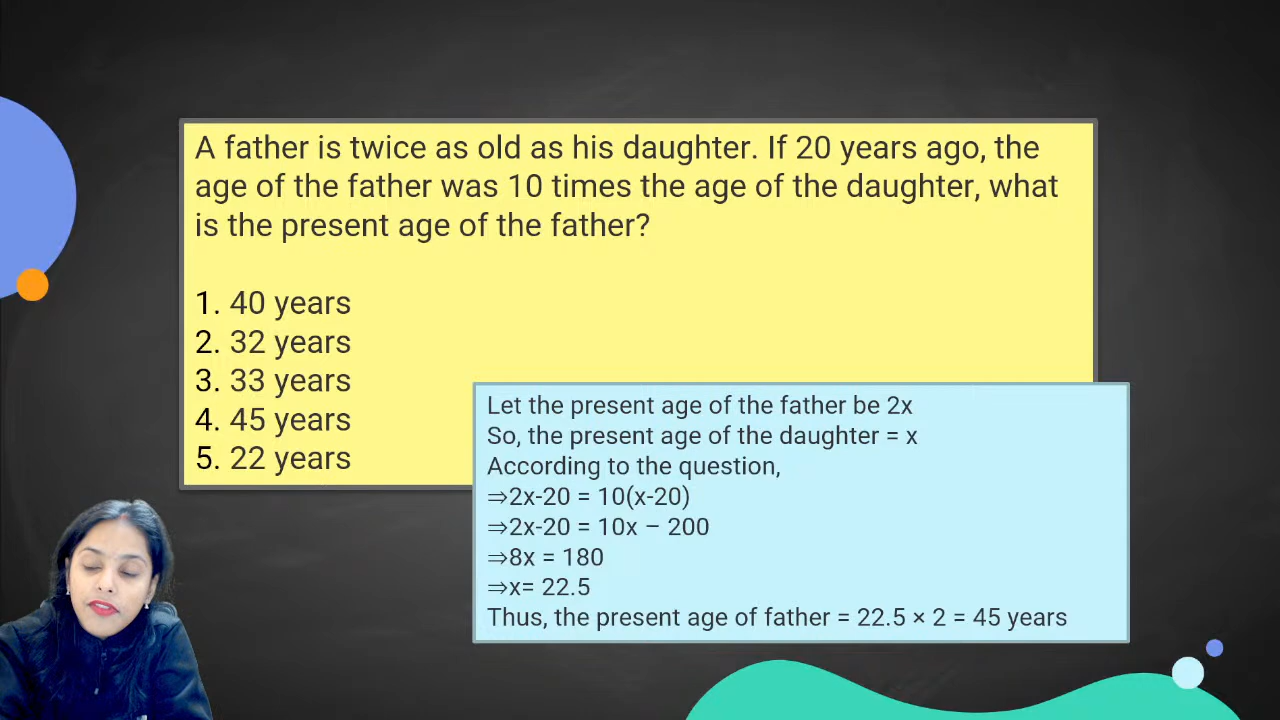 A father is twice as old as his daughter. If 20 years ago, the
age of the father was 10 times the age of the daughter, what
is the present age of the father?
1. 40 years
2. 32 years
3. 33 years
4. 45 years
5. 22 years
Let the present age of the father be 2x
So, the present age of the daughter = x
According to the question,
⇒2x-20 = 10(x-20)
⇒2x-20 = 10x – 200
⇒8x = 180
⇒x= 22.5
Thus, the present age of father = 22.5 × 2 = 45 years